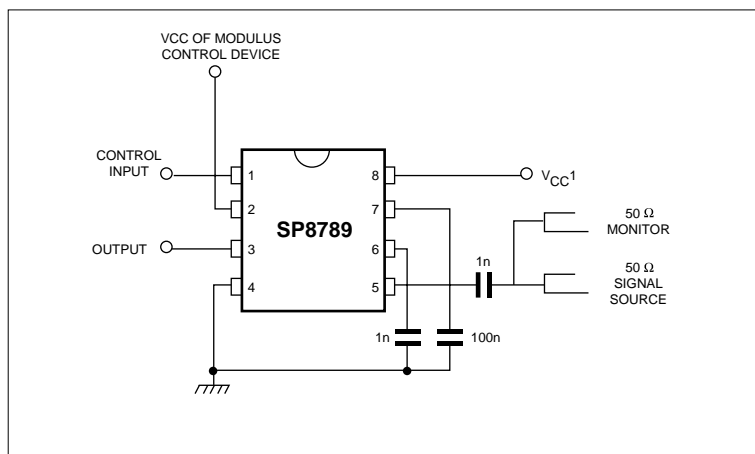 VCC OF MODULUS
CONTROL DEVICE
CONTROL
INPUT
OUTPUT
1
2
3
4
SP8789
8
7
6
5
VCC1
50 Ω
MONITOR
50 Ω
SIGNAL
SOURCE
1n
1n
100n